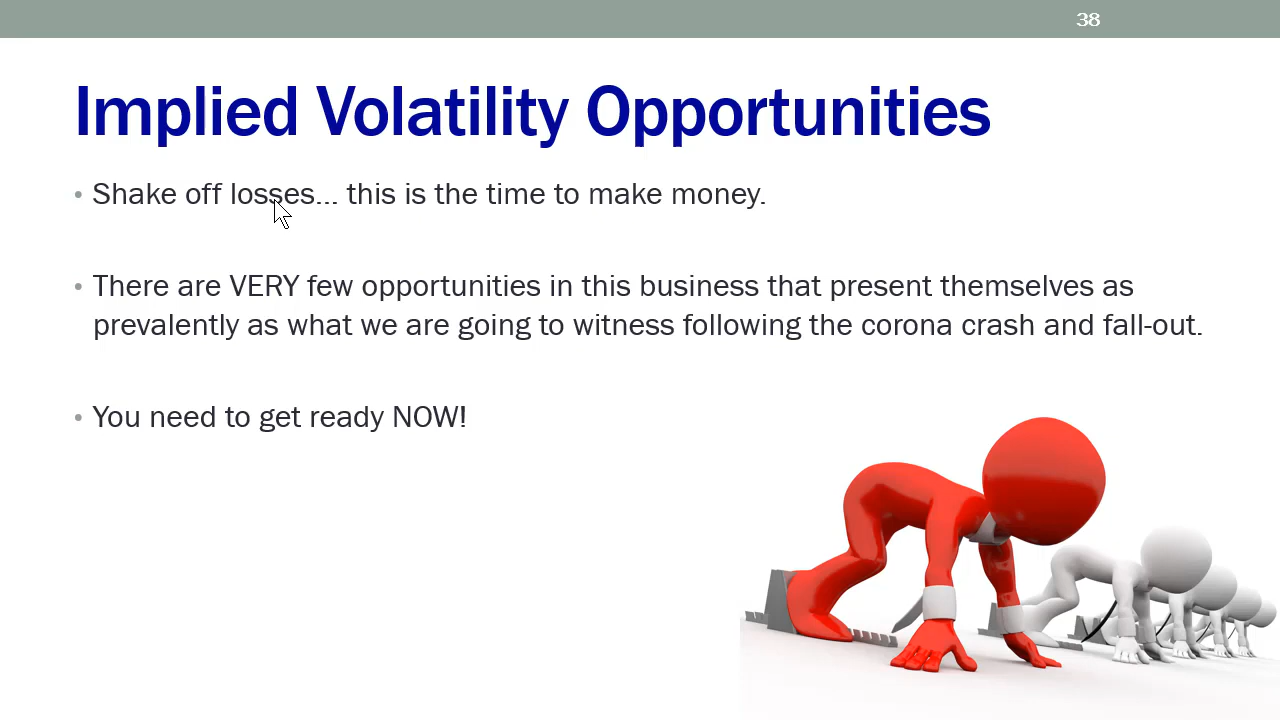 38
Implied Volatility Opportunities
• Shake off losses... this is the time to make money.
• There are VERY few opportunities in this business that present themselves as
prevalently as what we are going to witness following the corona crash and fall-out.
• You need to get ready NOW!